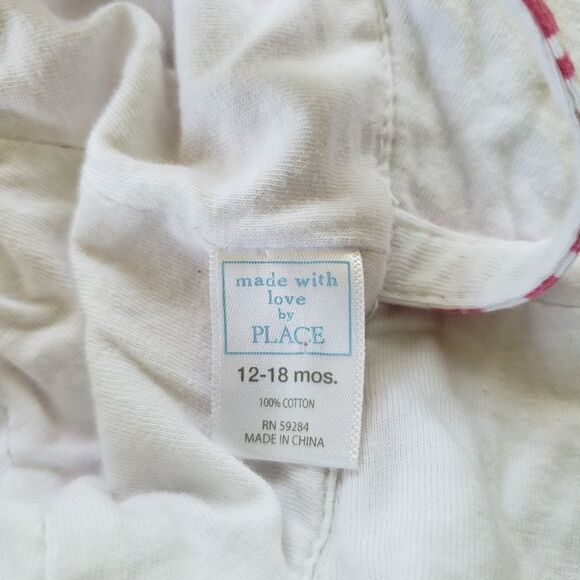 made with
love
by
PLACE
12-18 mos.
100% COTTON
RN 59284
MADE IN CHINA